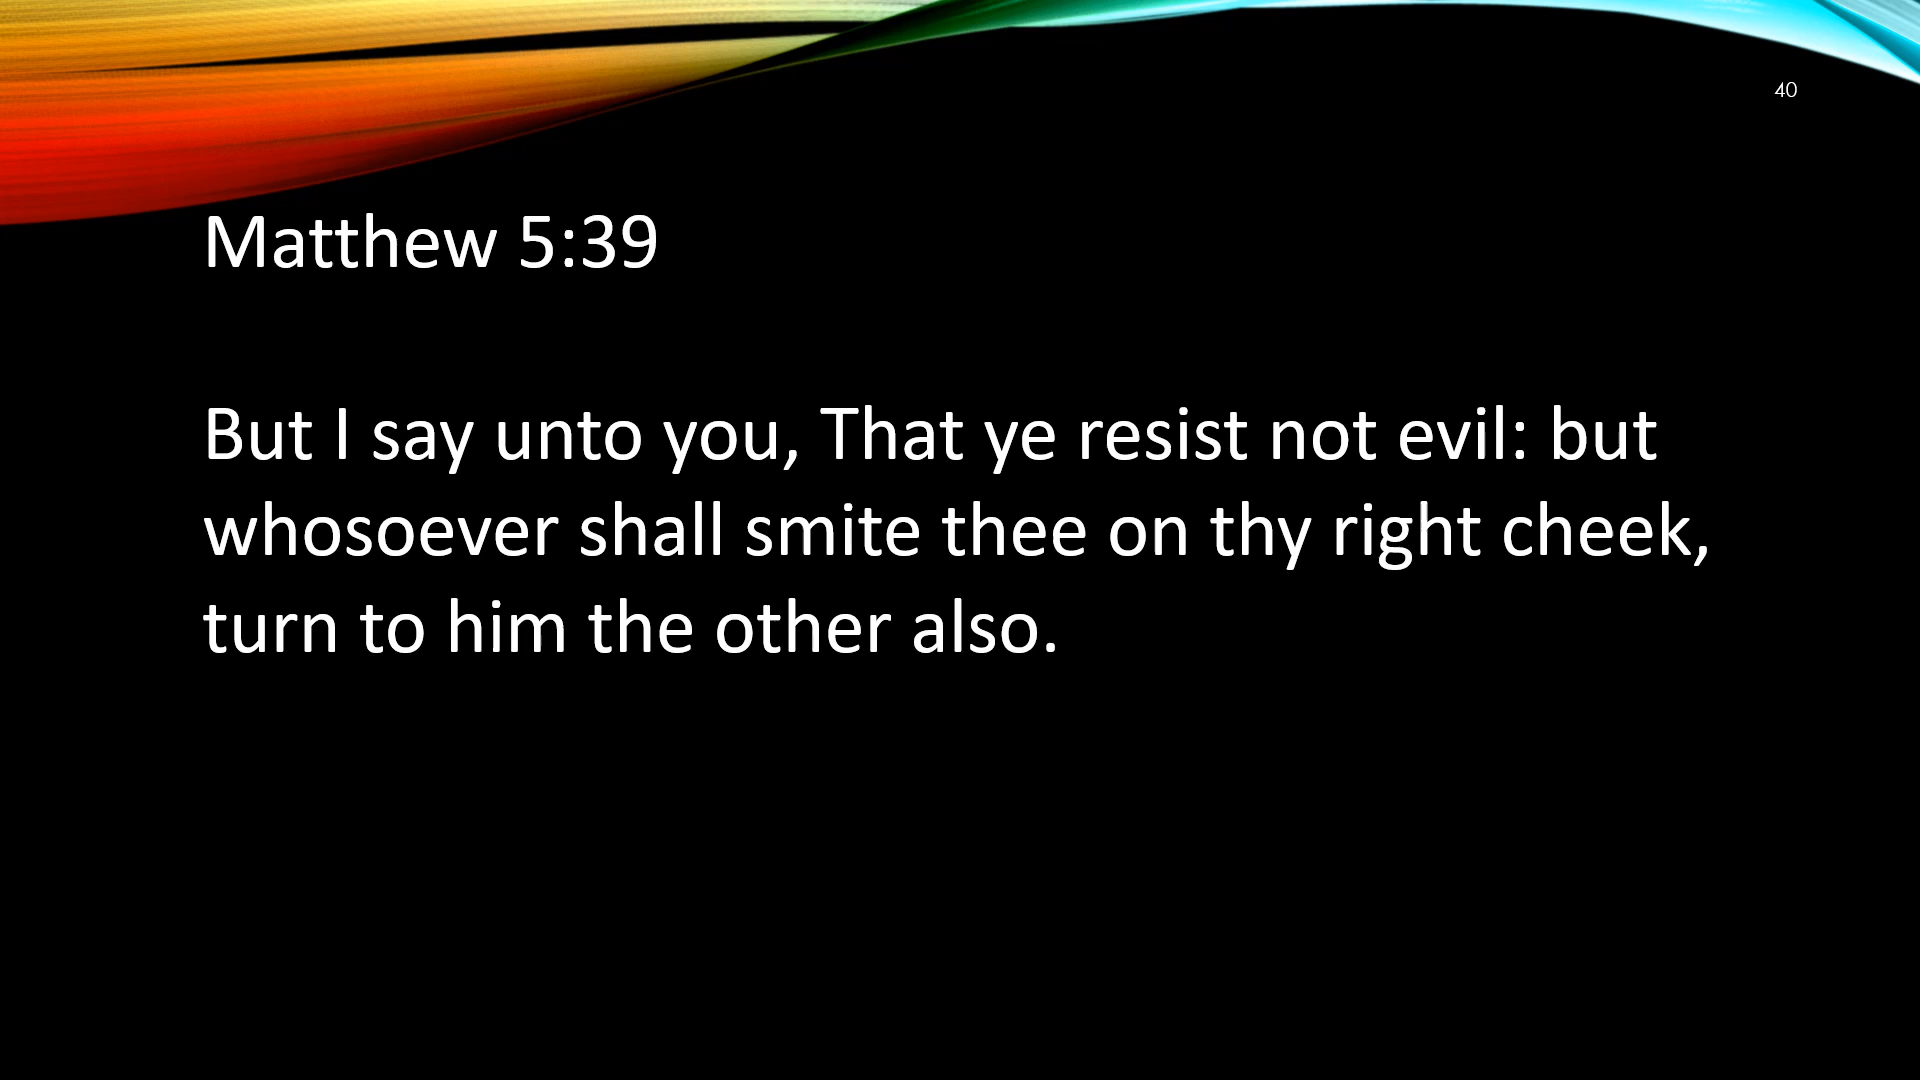 40
Matthew 5:39
But I say unto you, That ye resist not evil: but
whosoever shall smite thee on thy right cheek,
turn to him the other also.